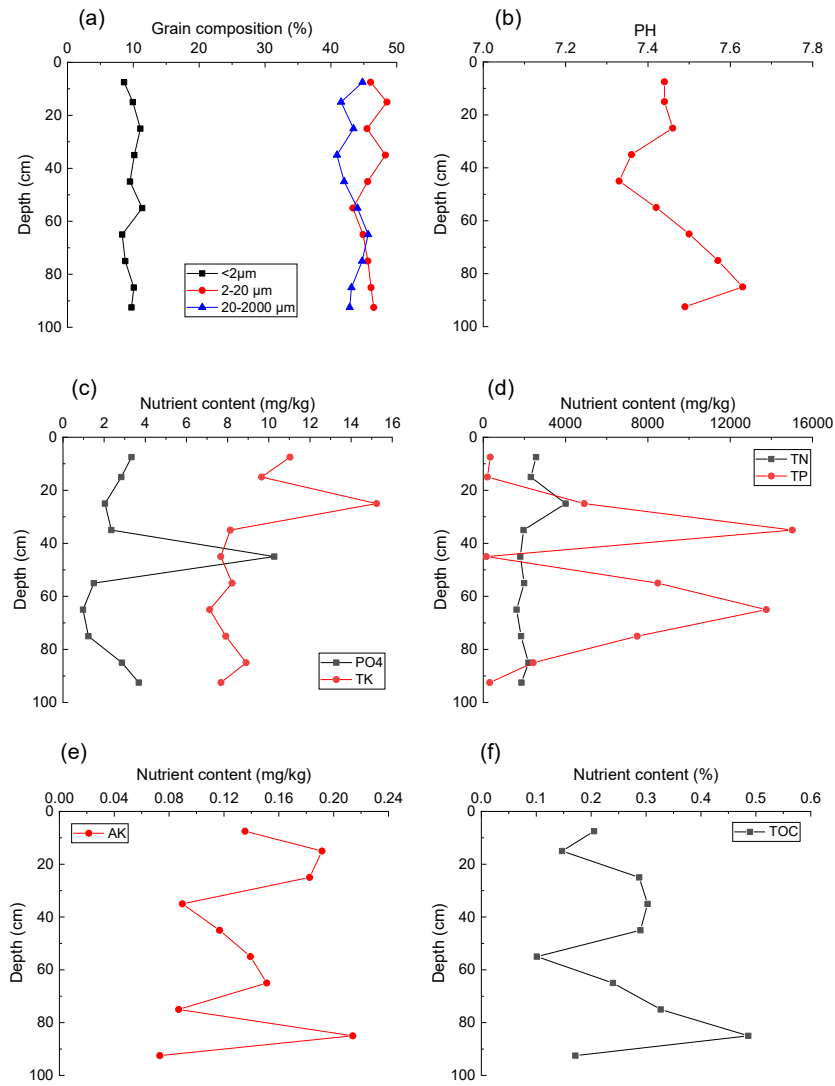 (a)
Grain composition (%)
0 10 20 30 40 50
0
20
40
60
80
100
Depth (cm)
<2μm
2-20 μm
20-2000 μm
(b)
PH
7.0 7.2 7.4 7.6 7.8
0
20
40
60
80
100
Depth (cm)
(c)
Nutrient content (mg/kg)
0 2 4 6 8 10 12 14 16
0
20
40
60
80
100
Depth (cm)
PO4
TK
(d)
Nutrient content (mg/kg)
0 4000 8000 12000 16000
0
20
40
60
80
100
Depth (cm)
TN
TP
(e)
Nutrient content (mg/kg)
0.00 0.04 0.08 0.12 0.16 0.20 0.24
0
20
40
60
80
100
Depth (cm)
AK
(f)
Nutrient content (%)
0.0 0.1 0.2 0.3 0.4 0.5 0.6
0
20
40
60
80
100
Depth (cm)
TOC